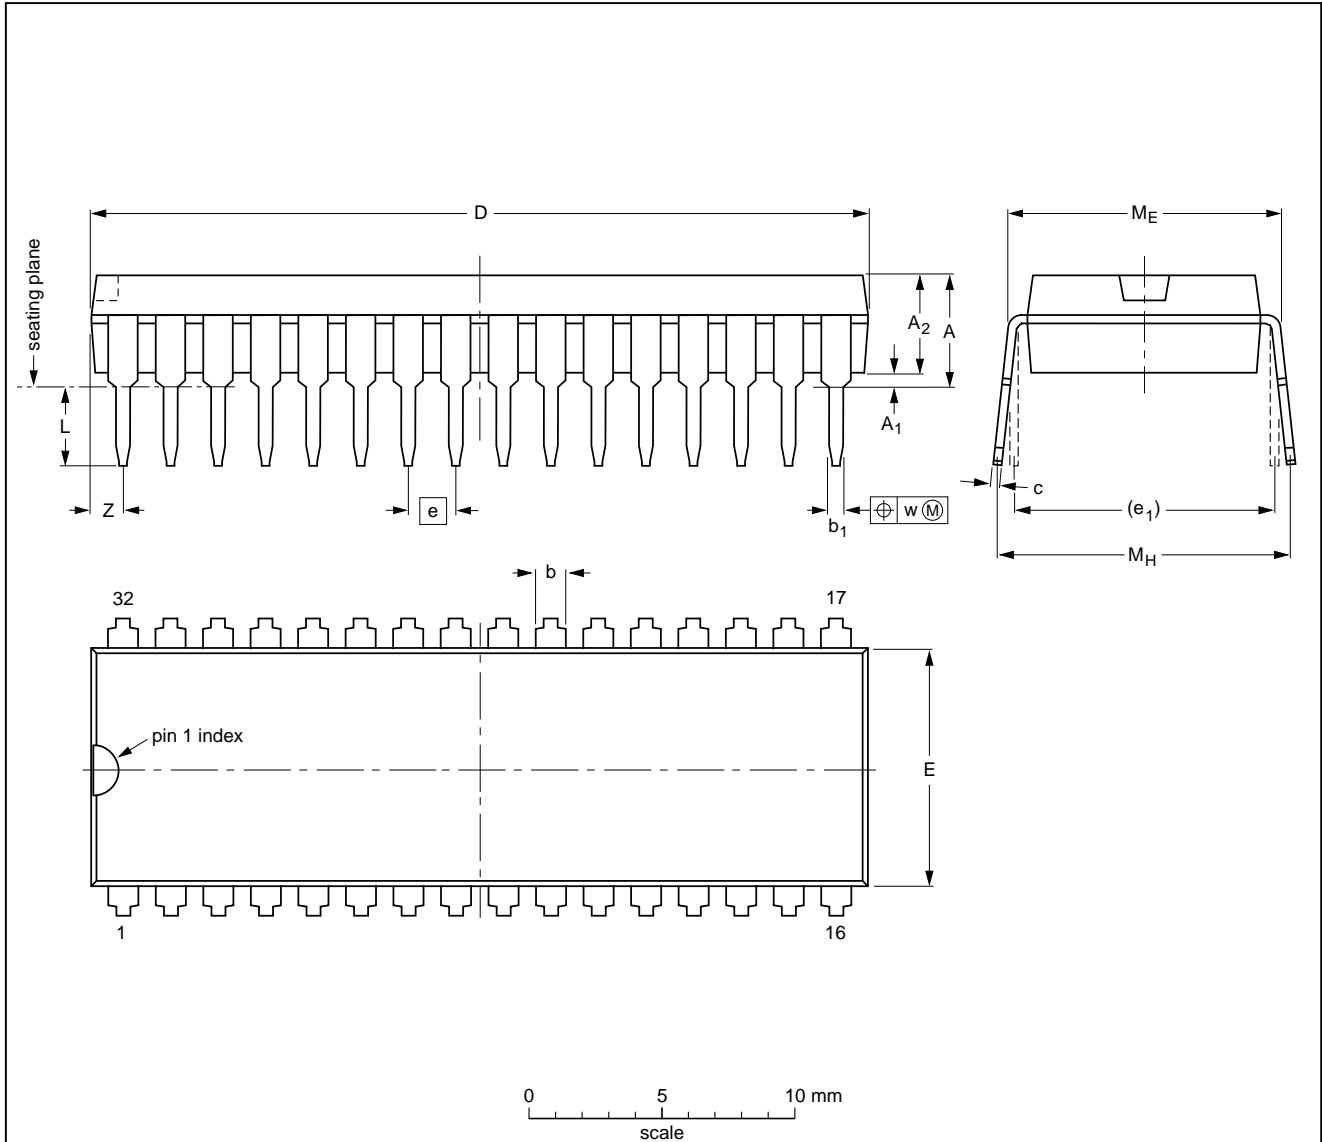 D
M_E
seating plane
A_2
A
L
A_1
Z
e
b_1
w M
c
(e_1)
M_H
b
32
17
pin 1 index
E
1
16
0
5
10 mm
scale